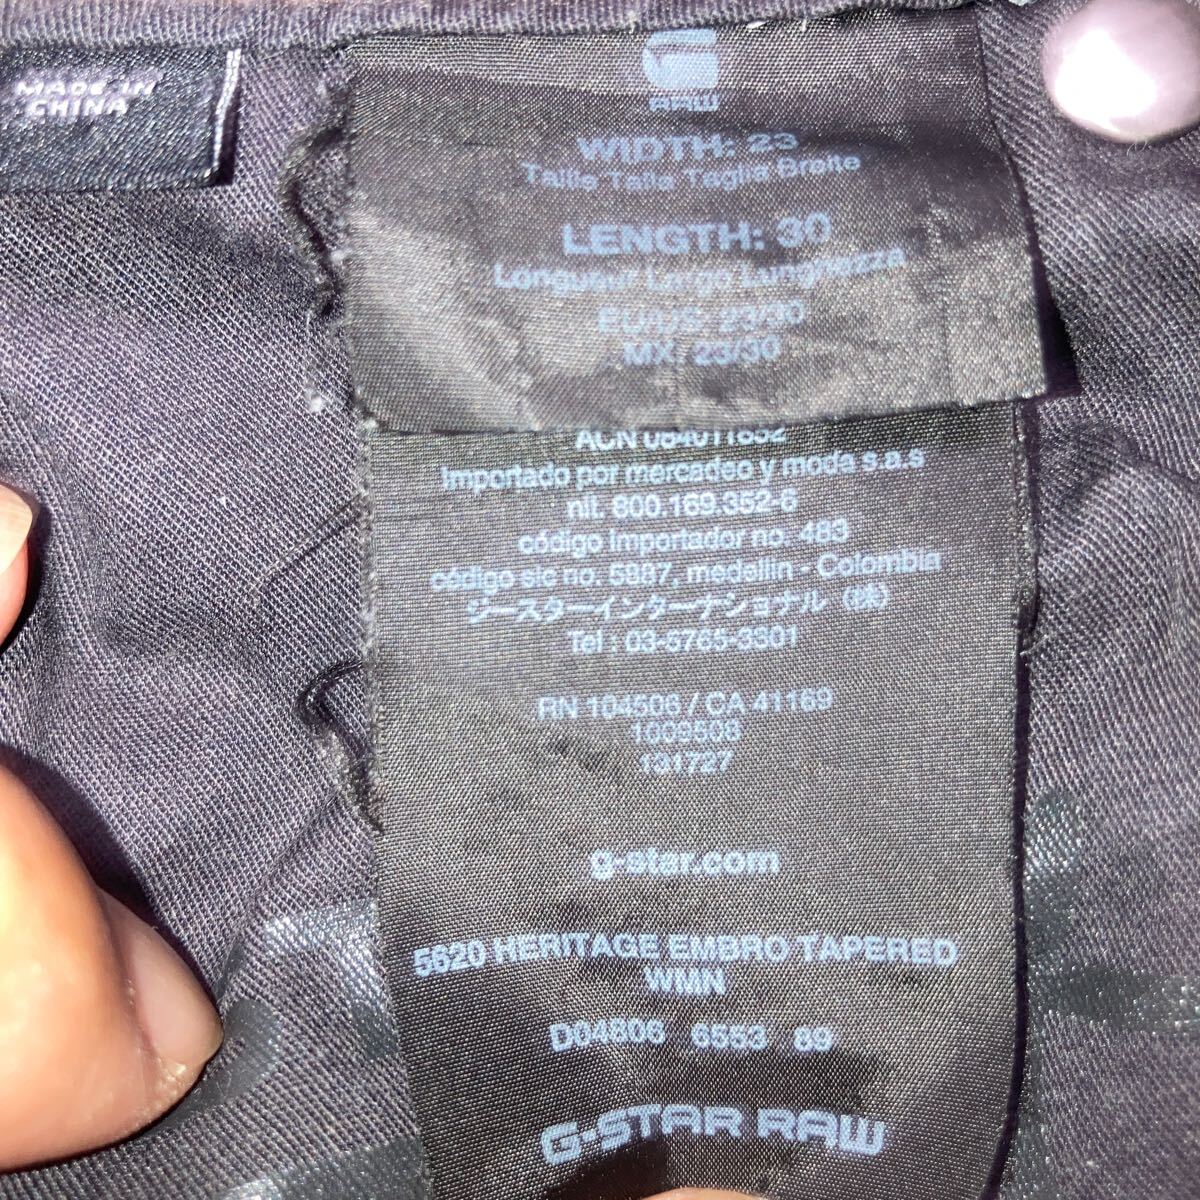 MADE IN
CHINA
RAW
WIDTH: 23
Taille Talla Taglia Breite
LENGTH: 30
Longueur Largo Lunghezza
EU/US: 23/30
MX: 23/30
ACN 084011852
Importado por mercadeo y moda s.a.s
nit. 800.169.352-6
código importador no. 483
código sic no. 5887, medellin - Colombia
ジースターインターナショナル（株）
Tel : 03-5765-3301
RN 104506 / CA 41169
1009508
131727
g-star.com
5620 HERITAGE EMBRO TAPERED
WMN
D04806 6553 89
G-STAR RAW